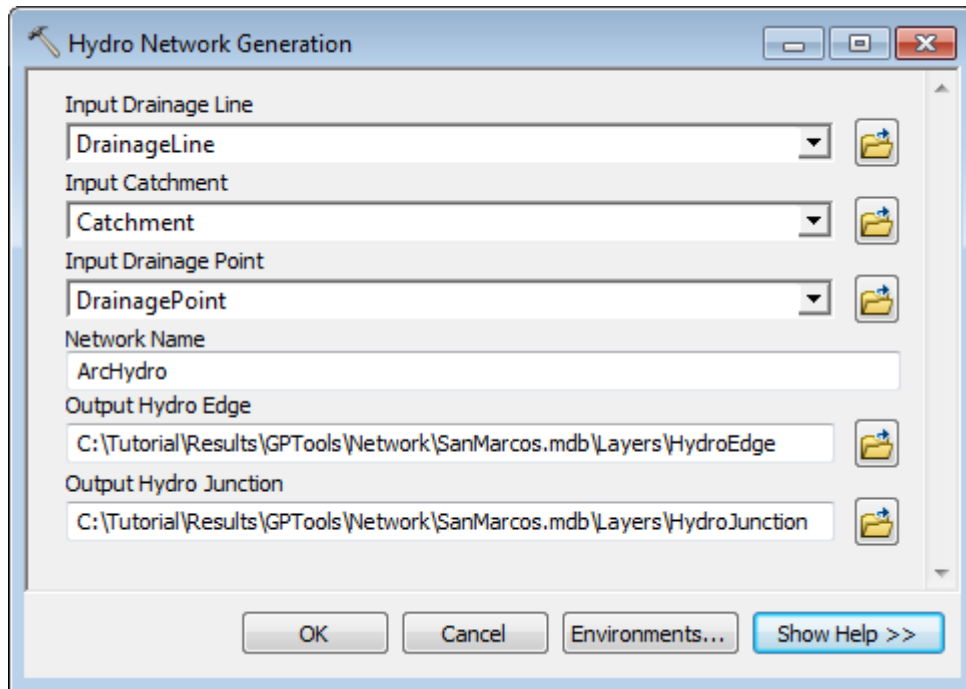 Hydro Network Generation
Input Drainage Line
DrainageLine
Input Catchment
Catchment
Input Drainage Point
DrainagePoint
Network Name
ArcHydro
Output Hydro Edge
C:\Tutorial\Results\GPTools\Network\SanMarcos.mdb\Layers\HydroEdge
Output Hydro Junction
C:\Tutorial\Results\GPTools\Network\SanMarcos.mdb\Layers\HydroJunction
OK Cancel Environments... Show Help >>